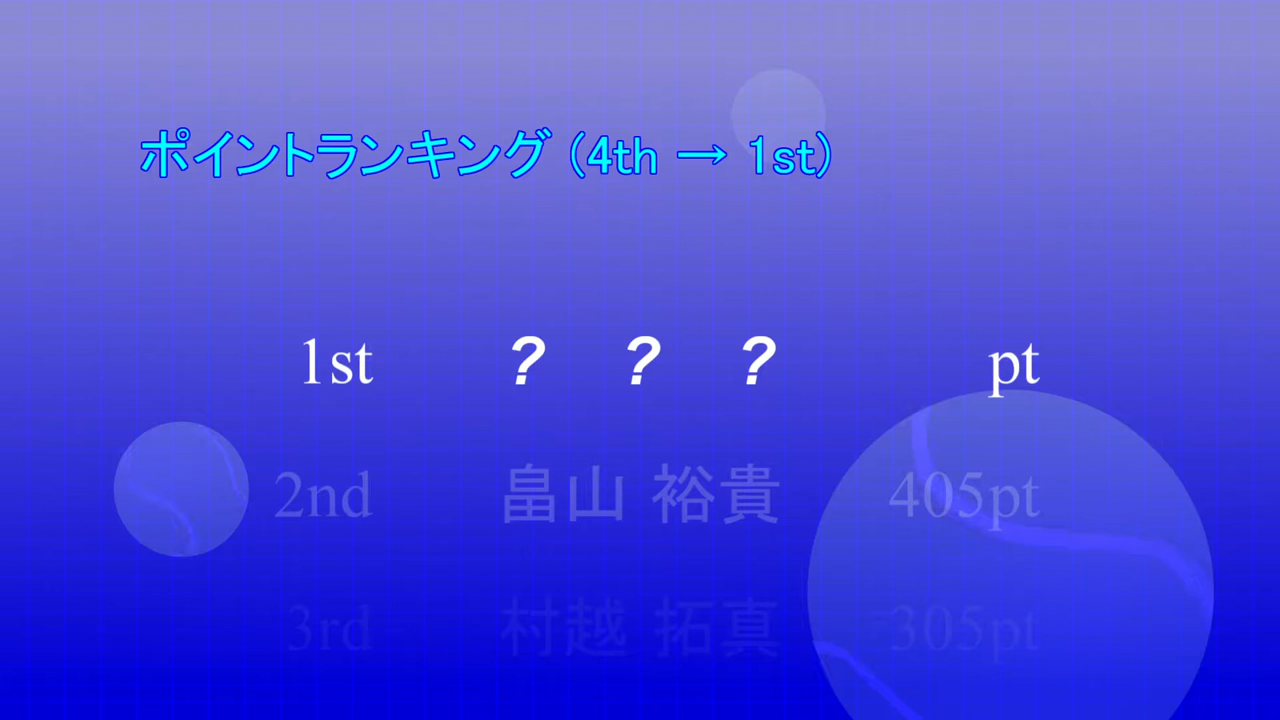 ポイントランキング (4th → 1st)
1st ? ? ? pt
2nd 畠山 裕貴 405pt
3rd 村越 拓真 305pt